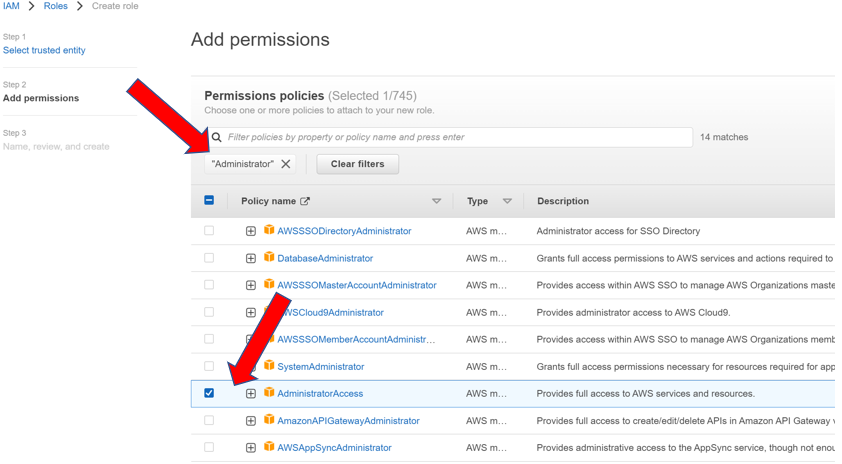 IAM > Roles > Create role
Step 1
Select trusted entity
Step 2
Add permissions
Step 3
Name, review, and create
Add permissions
Permissions policies (Selected 1/745)
Choose one or more policies to attach to your new role.
Filter policies by property or policy name and press enter
14 matches
"Administrator"
Clear filters
Policy name Type Description
AWSSSODirectoryAdministrator AWS m... Administrator access for SSO Directory
DatabaseAdministrator AWS m... Grants full access permissions to AWS services and actions required to
AWSSSOMasterAccountAdministrator AWS m... Provides access within AWS SSO to manage AWS Organizations maste
AWSCloud9Administrator AWS m... Provides administrator access to AWS Cloud9.
AWSSSOMemberAccountAdministr... AWS m... Provides access within AWS SSO to manage AWS Organizations memb
SystemAdministrator AWS m... Grants full access permissions necessary for resources required for app
AdministratorAccess AWS m... Provides full access to AWS services and resources.
AmazonAPIGatewayAdministrator AWS m... Provides full access to create/edit/delete APIs in Amazon API Gateway
AWSAppSyncAdministrator AWS m... Provides administrative access to the AppSync service, though not enou